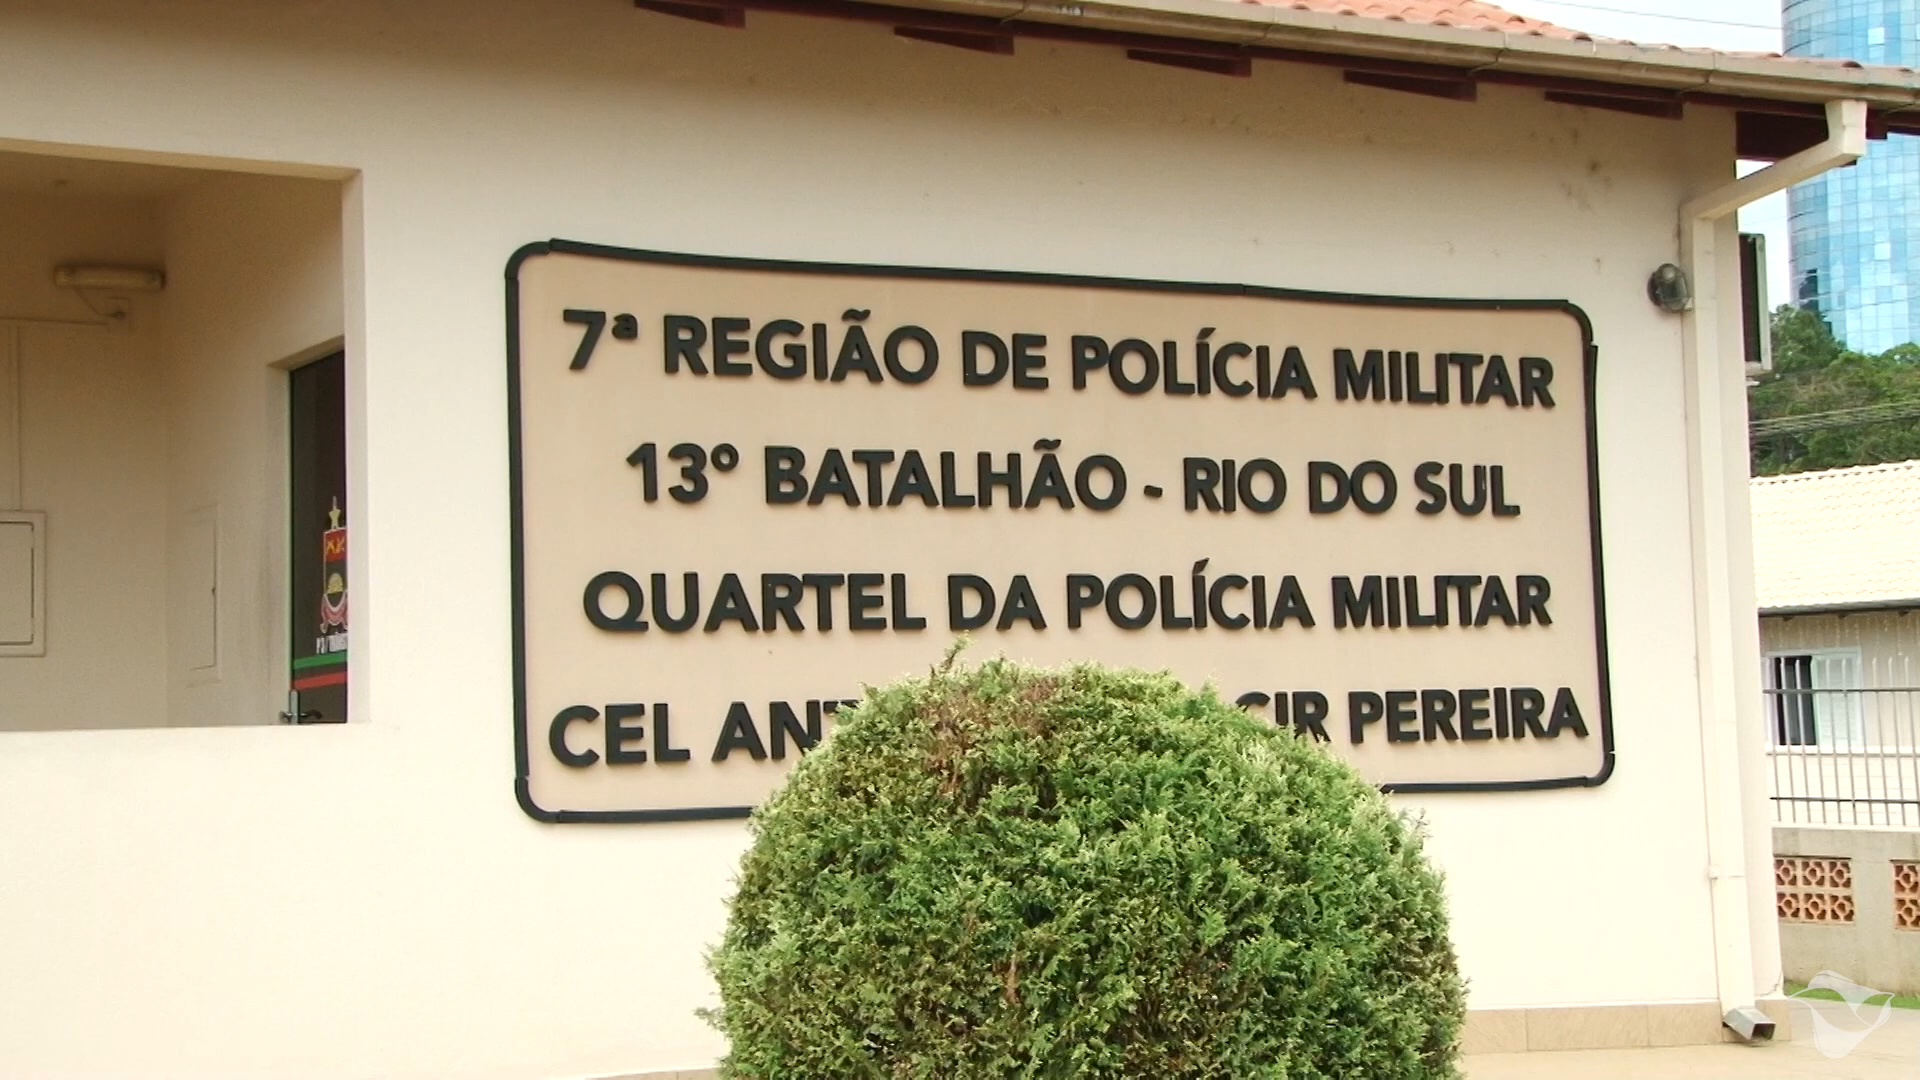 7ª REGIÃO DE POLÍCIA MILITAR
13º BATALHÃO - RIO DO SUL
QUARTEL DA POLÍCIA MILITAR
CEL PEREIRA